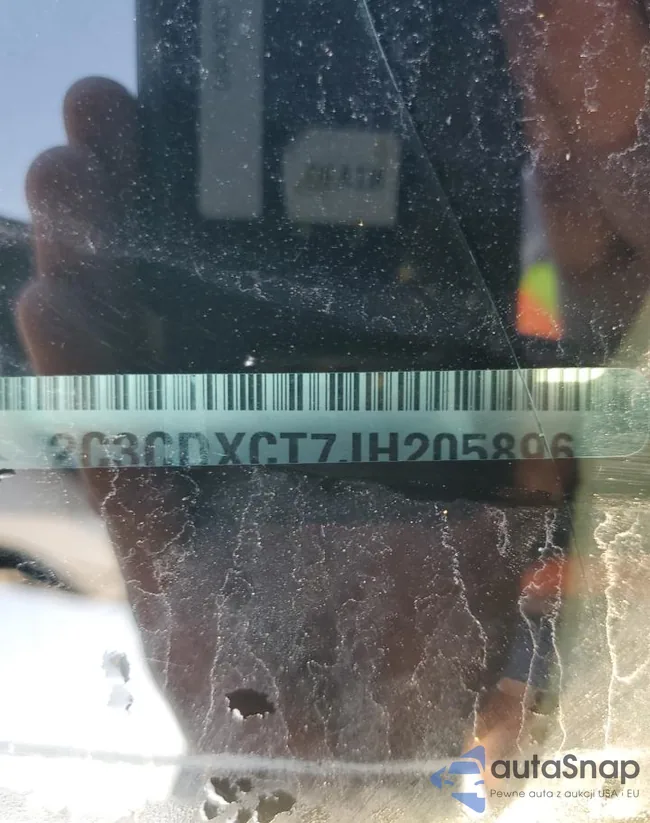 2C3CDXCT7JH205896
autaSnap
Pewne auta z aukcji USA i EU